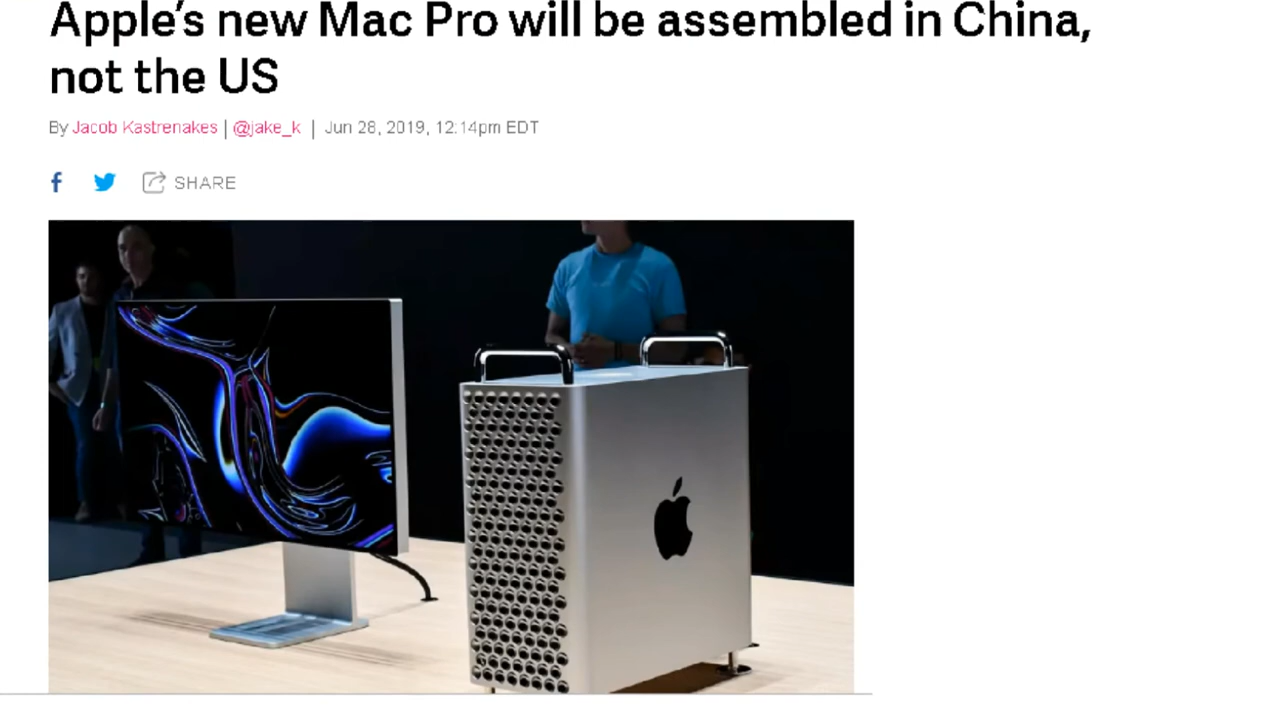 Apple's new Mac Pro will be assembled in China,
not the US
By Jacob Kastrenakes | @jake_k | Jun 28, 2019, 12:14pm EDT
SHARE